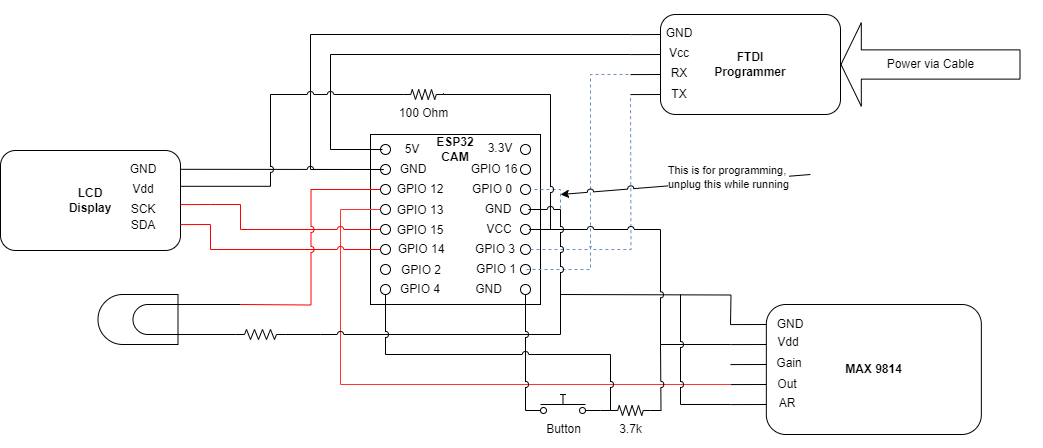 GND
Vcc
RX
TX
FTDI
Programmer
Power via Cable
100 Ohm
ESP32
CAM
5V
GND
GPIO 12
GPIO 13
GPIO 15
GPIO 14
GPIO 2
GPIO 4
3.3V
GPIO 16
GPIO 0
GND
VCC
GPIO 3
GPIO 1
GND
This is for programming,
unplug this while running
LCD
Display
GND
Vdd
SCK
SDA
GND
Vdd
Gain
Out
AR
MAX 9814
Button
3.7k